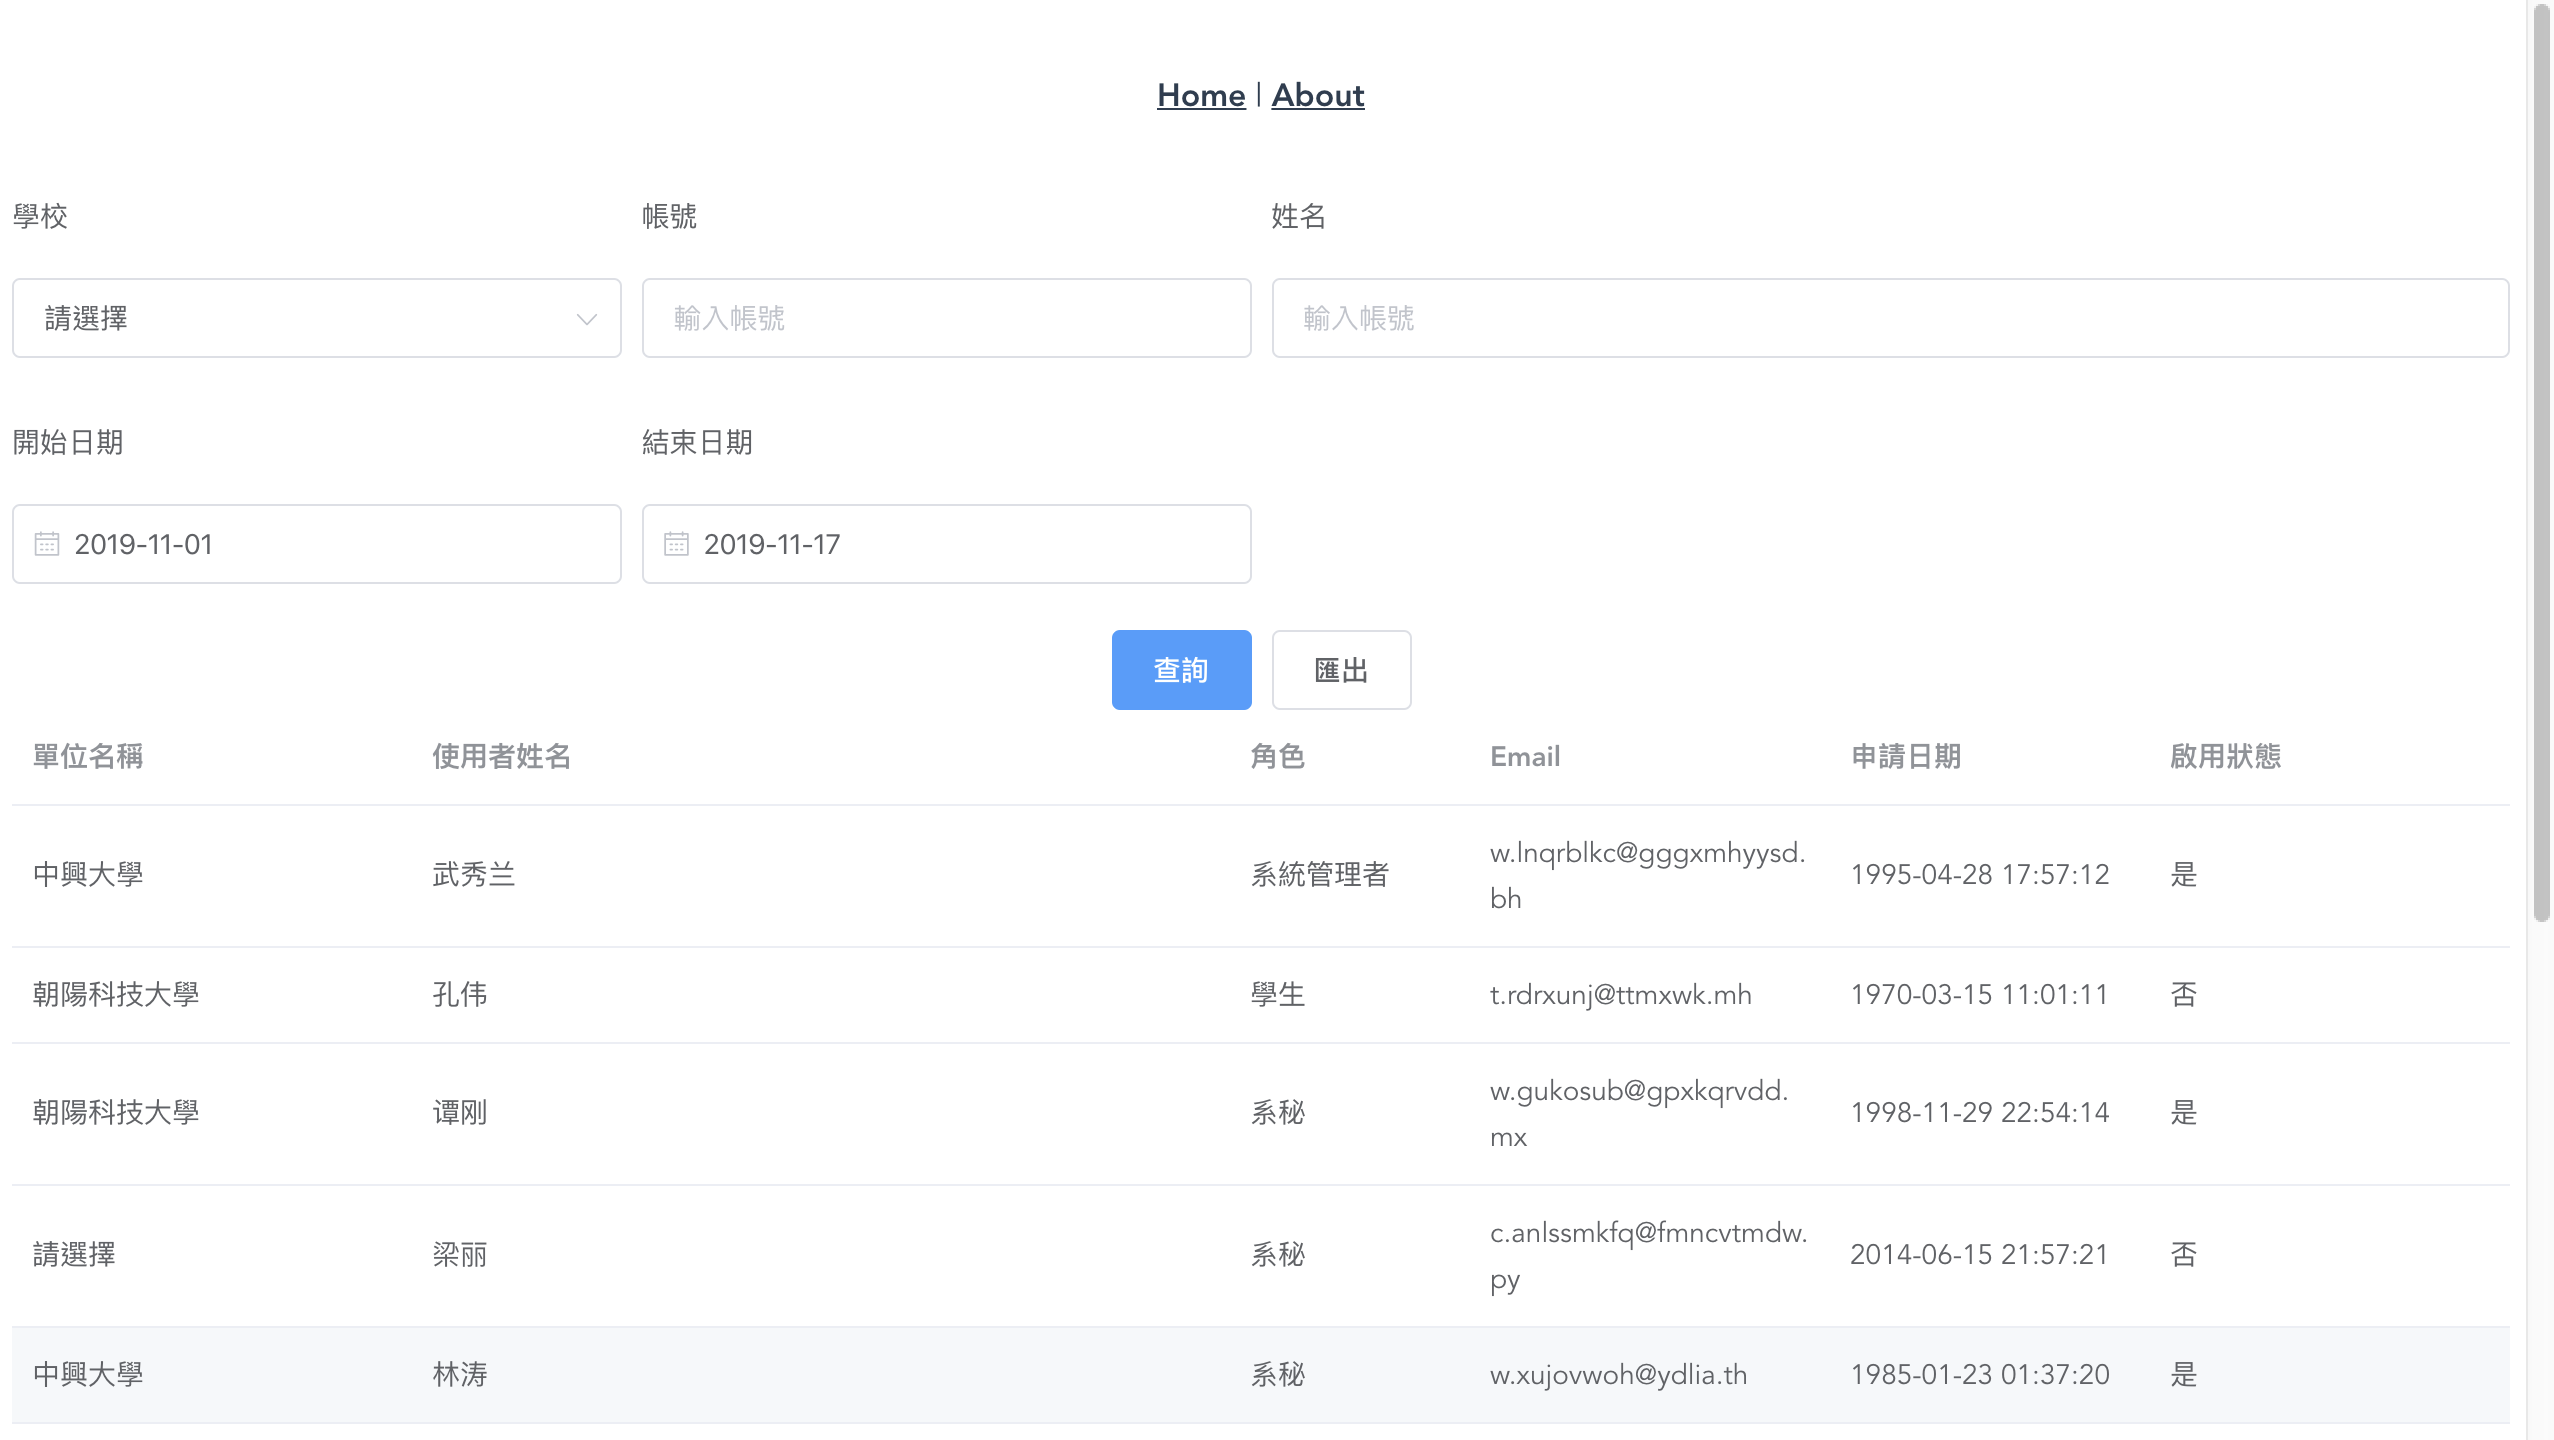 Home | About
學校 帳號 姓名
請選擇 輸入帳號 輸入帳號
開始日期 結束日期
2019-11-01 2019-11-17
查詢 匯出
單位名稱 使用者姓名 角色 Email 申請日期 啟用狀態
中興大學 武秀兰 系統管理者 w.lnqrblkc@gggxmhyysd. 1995-04-28 17:57:12 是
bh
朝陽科技大學 孔伟 學生 t.rdrxunj@ttmxwk.mh 1970-03-15 11:01:11 否
朝陽科技大學 谭刚 系秘 w.gukosub@gpxkqrvdd. 1998-11-29 22:54:14 是
mx
請選擇 梁丽 系秘 c.anlssmkfq@fmncvtmdw. 2014-06-15 21:57:21 否
py
中興大學 林涛 系秘 w.xujovwoh@ydlia.th 1985-01-23 01:37:20 是